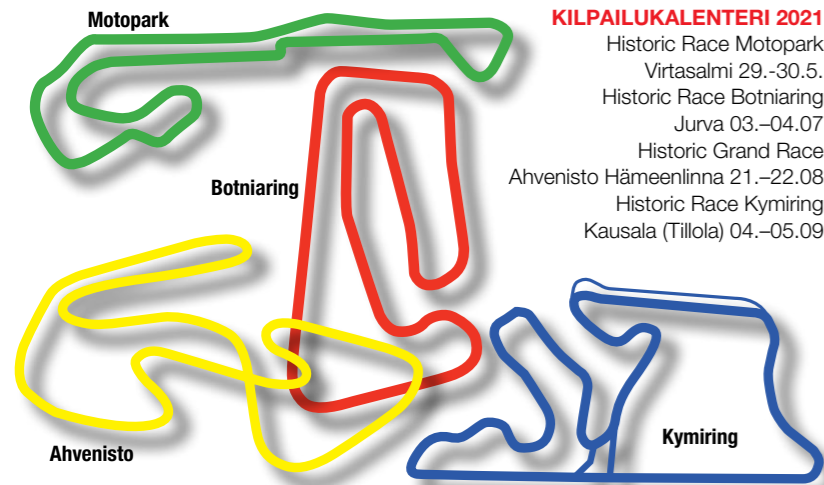 Motopark
KILPAILUKALENTERI 2021
Historic Race Motopark
Virtasalmi 29.-30.5.
Historic Race Botniaring
Jurva 03.–04.07
Historic Grand Race
Ahvenisto Hämeenlinna 21.–22.08
Historic Race Kymiring
Kausala (Tillola) 04.–05.09
Botniaring
Ahvenisto
Kymiring